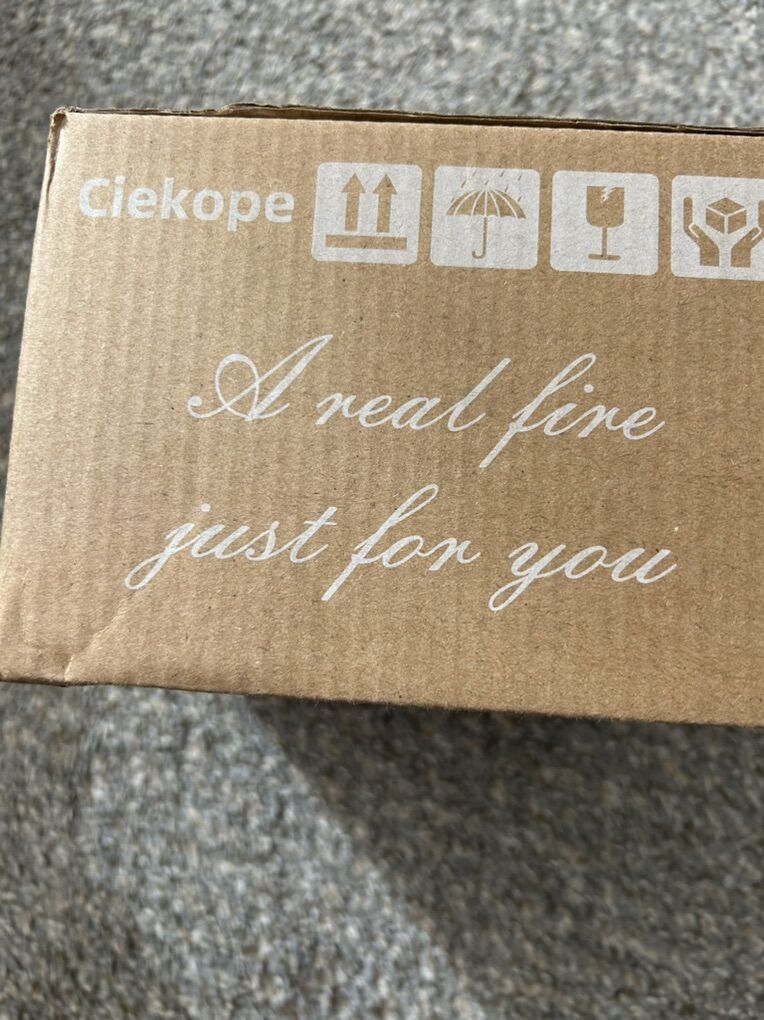 Ciekope
A real fire
just for you